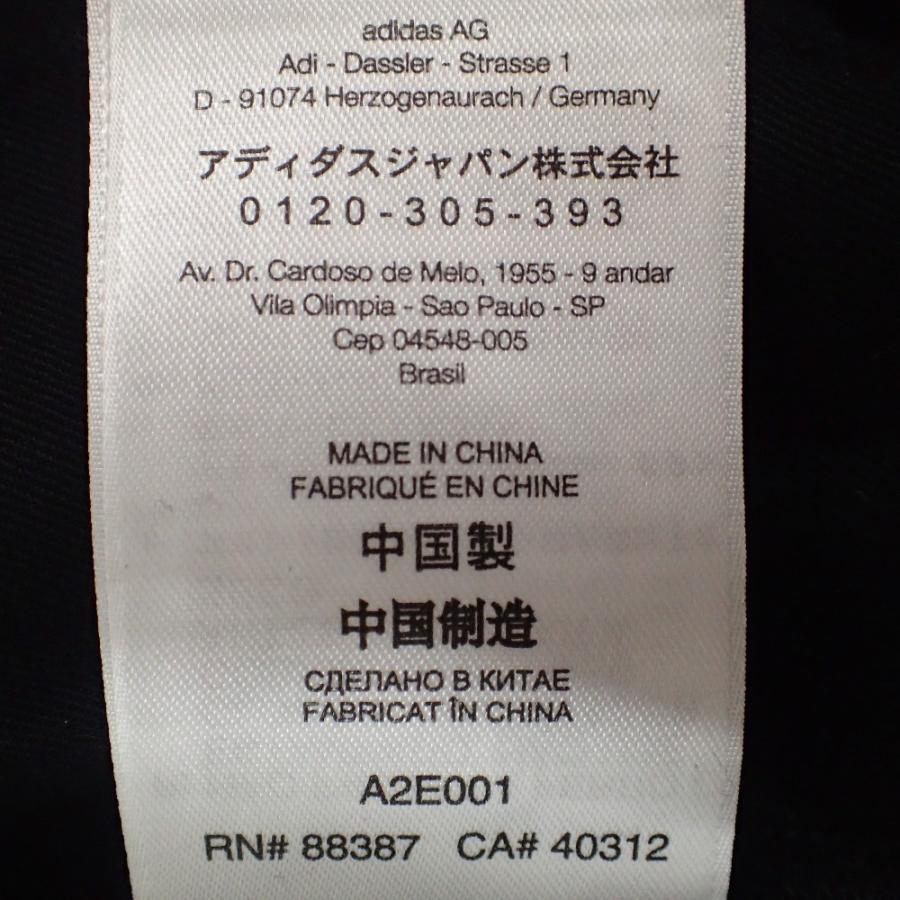 adidas AG
Adi - Dassler - Strasse 1
D - 91074 Herzogenaurach / Germany
アディダスジャパン株式会社
0120-305-393
Av. Dr. Cardoso de Melo, 1955 - 9 andar
Vila Olimpia - Sao Paulo - SP
Cep 04548-005
Brasil
MADE IN CHINA
FABRIQUÉ EN CHINE
中国製
中国制造
СДЕЛАНО В КИТАЕ
FABRICAT ÎN CHINA
A2E001
RN# 88387 CA# 40312